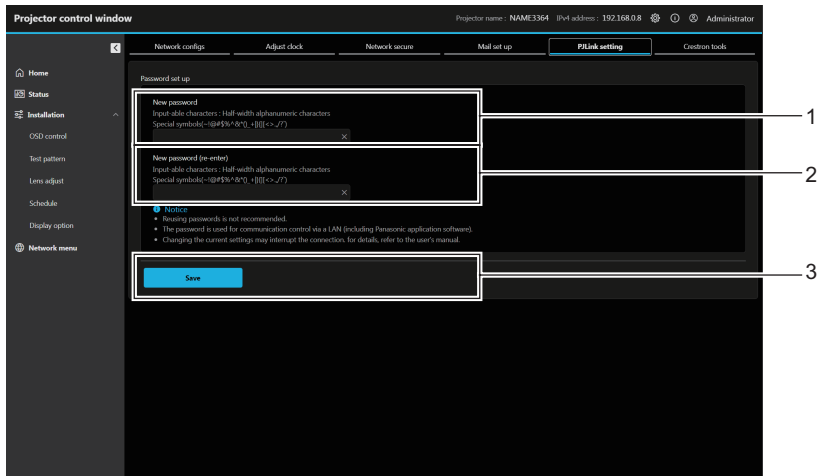 Projector control window
Projector name : NAME3364 IPv4 address : 192.168.0.8 Administrator
Network configs Adjust clock Network secure Mail set up PJLink setting Crestron tools
Home
Status
Installation
OSD control
Test pattern
Lens adjust
Schedule
Display option
Network menu
Password set up
New password
Input-able characters : Half-width alphanumeric characters
Special symbols(~!@#$%^&*()_+|}{][<>.,/?`)
1
New password (re-enter)
Input-able characters : Half-width alphanumeric characters
Special symbols(~!@#$%^&*()_+|}{][<>.,/?`)
2
Notice
• Reusing passwords is not recommended.
• The password is used for communication control via a LAN (including Panasonic application software).
• Changing the current settings may interrupt the connection. for details, refer to the user's manual.
Save
3